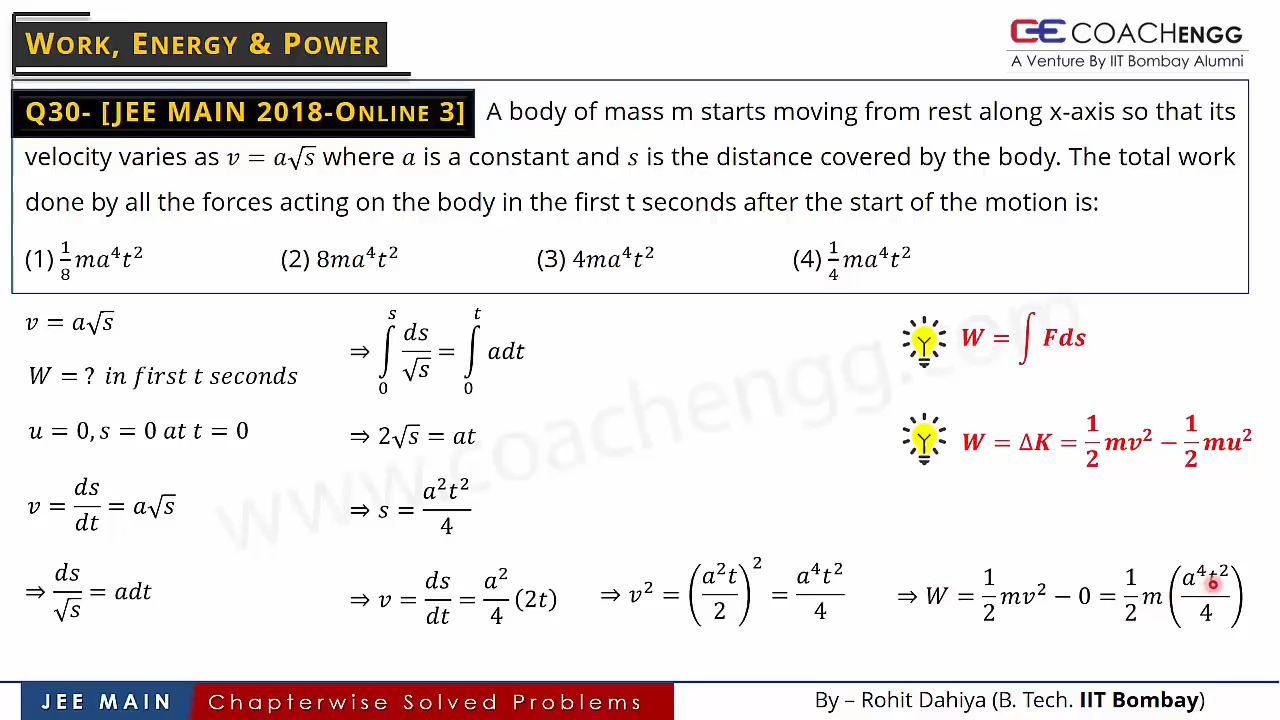 WORK, ENERGY & POWER
COACHENGG
A Venture By IIT Bombay Alumni
Q30- [JEE MAIN 2018-ONLINE 3] A body of mass m starts moving from rest along x-axis so that its
velocity varies as v = a√s where a is a constant and s is the distance covered by the body. The total work
done by all the forces acting on the body in the first t seconds after the start of the motion is:
(1) 1/8 ma⁴t² (2) 8ma⁴t² (3) 4ma⁴t² (4) 1/4 ma⁴t²
v = a√s
W = ? in first t seconds
u = 0, s = 0 at t = 0
v = ds/dt = a√s
⇒ ds/√s = adt
⇒ ∫₀ˢ ds/√s = ∫₀ᵗ adt
⇒ 2√s = at
⇒ s = a²t²/4
⇒ v = ds/dt = a²/4 (2t)
⇒ v² = (a²t/2)² = a⁴t²/4
W = ∫ Fds
W = ΔK = 1/2 mv² − 1/2 mu²
⇒ W = 1/2 mv² − 0 = 1/2 m (a⁴t²/4)
www.coachengg.com
JEE MAIN Chapterwise Solved Problems By – Rohit Dahiya (B. Tech. IIT Bombay)